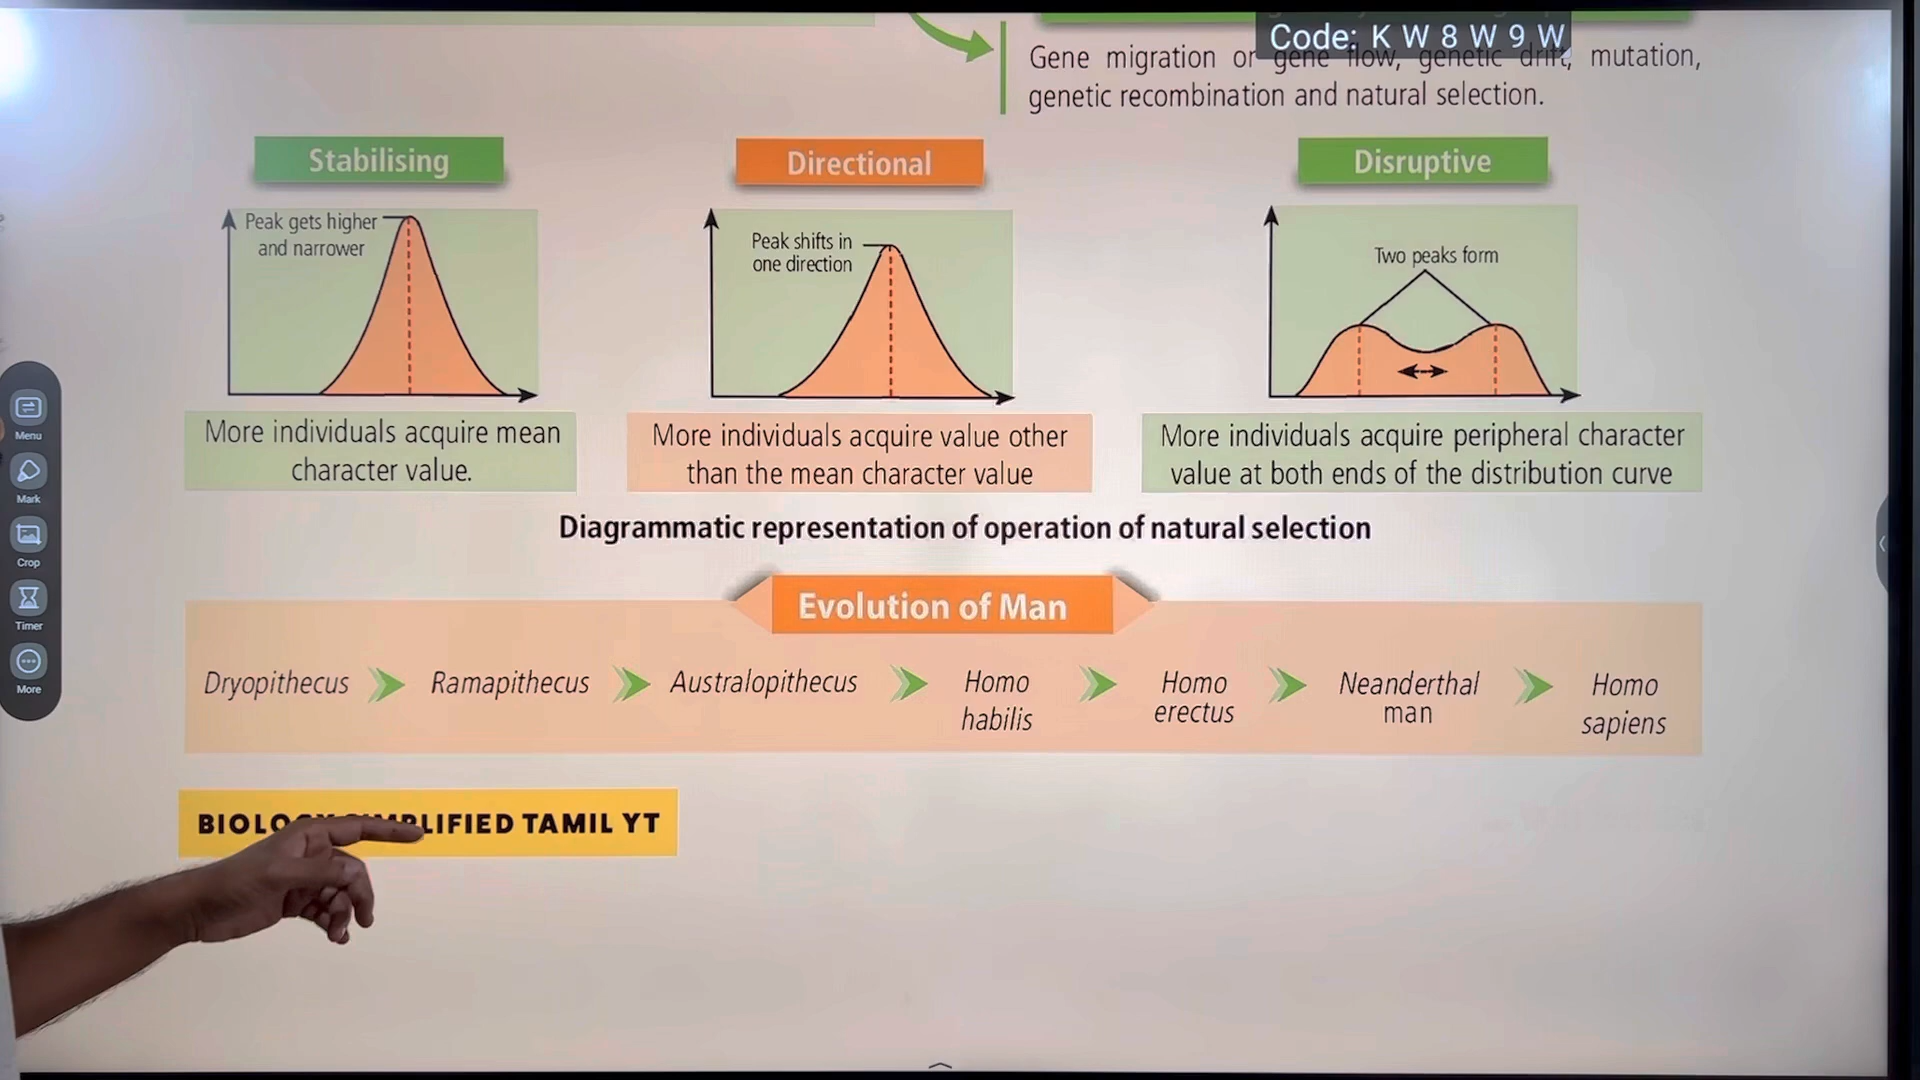 Code: K W 8 W 9 W
Gene migration or gene flow, genetic drift, mutation,
genetic recombination and natural selection.
Stabilising
Directional
Disruptive
Peak gets higher
and narrower
Peak shifts in
one direction
Two peaks form
More individuals acquire mean
character value.
More individuals acquire value other
than the mean character value
More individuals acquire peripheral character
value at both ends of the distribution curve
Diagrammatic representation of operation of natural selection
Evolution of Man
Dryopithecus
Ramapithecus
Australopithecus
Homo
habilis
Homo
erectus
Neanderthal
man
Homo
sapiens
BIOLOGY SIMPLIFIED TAMIL YT
Menu
Mark
Crop
Timer
More